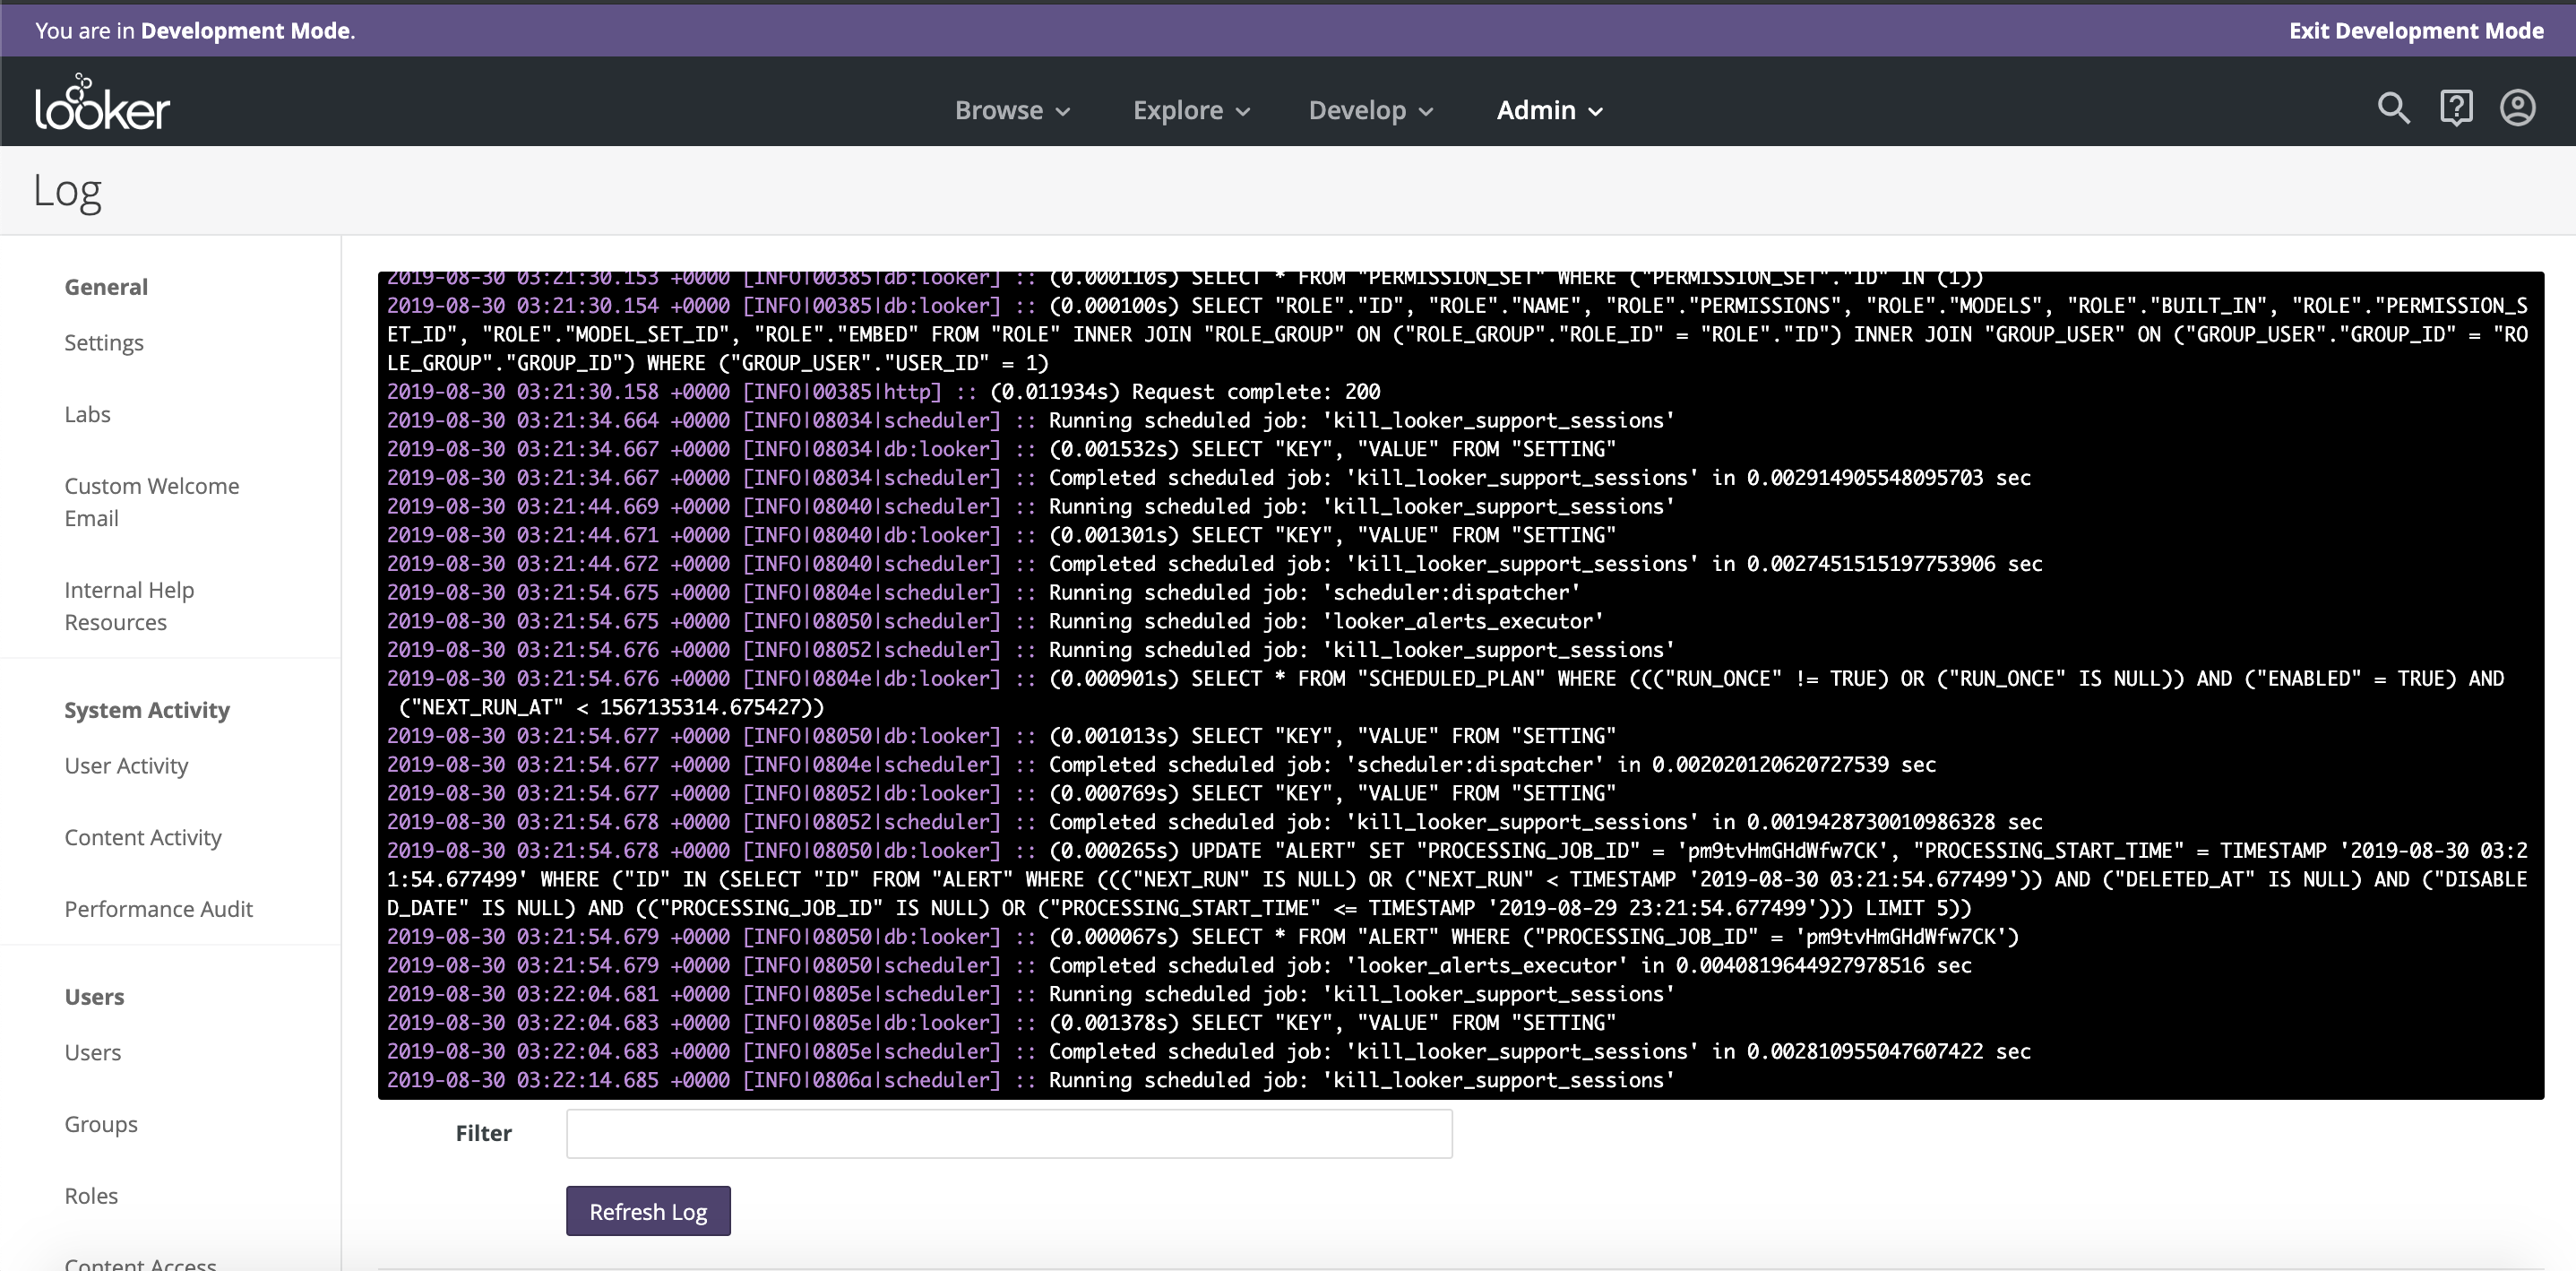 You are in Development Mode.
Exit Development Mode
looker
Browse
Explore
Develop
Admin
Log
General
Settings
Labs
Custom Welcome
Email
Internal Help
Resources
System Activity
User Activity
Content Activity
Performance Audit
Users
Users
Groups
Roles
Content Access
2019-08-30 03:21:30.153 +0000 [INFO|00385|db:looker] :: (0.000110s) SELECT * FROM "PERMISSION_SET" WHERE ("PERMISSION_SET"."ID" IN (1))
2019-08-30 03:21:30.154 +0000 [INFO|00385|db:looker] :: (0.000100s) SELECT "ROLE"."ID", "ROLE"."NAME", "ROLE"."PERMISSIONS", "ROLE"."MODELS", "ROLE"."BUILT_IN", "ROLE"."PERMISSION_S
ET_ID", "ROLE"."MODEL_SET_ID", "ROLE"."EMBED" FROM "ROLE" INNER JOIN "ROLE_GROUP" ON ("ROLE_GROUP"."ROLE_ID" = "ROLE"."ID") INNER JOIN "GROUP_USER" ON ("GROUP_USER"."GROUP_ID" = "RO
LE_GROUP"."GROUP_ID") WHERE ("GROUP_USER"."USER_ID" = 1)
2019-08-30 03:21:30.158 +0000 [INFO|00385|http] :: (0.011934s) Request complete: 200
2019-08-30 03:21:34.664 +0000 [INFO|08034|scheduler] :: Running scheduled job: 'kill_looker_support_sessions'
2019-08-30 03:21:34.667 +0000 [INFO|08034|db:looker] :: (0.001532s) SELECT "KEY", "VALUE" FROM "SETTING"
2019-08-30 03:21:34.667 +0000 [INFO|08034|scheduler] :: Completed scheduled job: 'kill_looker_support_sessions' in 0.002914905548095703 sec
2019-08-30 03:21:44.669 +0000 [INFO|08040|scheduler] :: Running scheduled job: 'kill_looker_support_sessions'
2019-08-30 03:21:44.671 +0000 [INFO|08040|db:looker] :: (0.001301s) SELECT "KEY", "VALUE" FROM "SETTING"
2019-08-30 03:21:44.672 +0000 [INFO|08040|scheduler] :: Completed scheduled job: 'kill_looker_support_sessions' in 0.0027451515197753906 sec
2019-08-30 03:21:54.675 +0000 [INFO|0804e|scheduler] :: Running scheduled job: 'scheduler:dispatcher'
2019-08-30 03:21:54.675 +0000 [INFO|08050|scheduler] :: Running scheduled job: 'looker_alerts_executor'
2019-08-30 03:21:54.676 +0000 [INFO|08052|scheduler] :: Running scheduled job: 'kill_looker_support_sessions'
2019-08-30 03:21:54.676 +0000 [INFO|0804e|db:looker] :: (0.000901s) SELECT * FROM "SCHEDULED_PLAN" WHERE ((("RUN_ONCE" != TRUE) OR ("RUN_ONCE" IS NULL)) AND ("ENABLED" = TRUE) AND
("NEXT_RUN_AT" < 1567135314.675427))
2019-08-30 03:21:54.677 +0000 [INFO|08050|db:looker] :: (0.001013s) SELECT "KEY", "VALUE" FROM "SETTING"
2019-08-30 03:21:54.677 +0000 [INFO|0804e|scheduler] :: Completed scheduled job: 'scheduler:dispatcher' in 0.002020120620727539 sec
2019-08-30 03:21:54.677 +0000 [INFO|08052|db:looker] :: (0.000769s) SELECT "KEY", "VALUE" FROM "SETTING"
2019-08-30 03:21:54.678 +0000 [INFO|08052|scheduler] :: Completed scheduled job: 'kill_looker_support_sessions' in 0.0019428730010986328 sec
2019-08-30 03:21:54.678 +0000 [INFO|08050|db:looker] :: (0.000265s) UPDATE "ALERT" SET "PROCESSING_JOB_ID" = 'pm9tvHmGHdWfw7CK', "PROCESSING_START_TIME" = TIMESTAMP '2019-08-30 03:2
1:54.677499' WHERE ("ID" IN (SELECT "ID" FROM "ALERT" WHERE ((("NEXT_RUN" IS NULL) OR ("NEXT_RUN" < TIMESTAMP '2019-08-30 03:21:54.677499')) AND ("DELETED_AT" IS NULL) AND ("DISABLE
D_DATE" IS NULL) AND (("PROCESSING_JOB_ID" IS NULL) OR ("PROCESSING_START_TIME" <= TIMESTAMP '2019-08-29 23:21:54.677499'))) LIMIT 5))
2019-08-30 03:21:54.679 +0000 [INFO|08050|db:looker] :: (0.000067s) SELECT * FROM "ALERT" WHERE ("PROCESSING_JOB_ID" = 'pm9tvHmGHdWfw7CK')
2019-08-30 03:21:54.679 +0000 [INFO|08050|scheduler] :: Completed scheduled job: 'looker_alerts_executor' in 0.0040819644927978516 sec
2019-08-30 03:22:04.681 +0000 [INFO|0805e|scheduler] :: Running scheduled job: 'kill_looker_support_sessions'
2019-08-30 03:22:04.683 +0000 [INFO|0805e|db:looker] :: (0.001378s) SELECT "KEY", "VALUE" FROM "SETTING"
2019-08-30 03:22:04.683 +0000 [INFO|0805e|scheduler] :: Completed scheduled job: 'kill_looker_support_sessions' in 0.002810955047607422 sec
2019-08-30 03:22:14.685 +0000 [INFO|0806a|scheduler] :: Running scheduled job: 'kill_looker_support_sessions'
Filter
Refresh Log